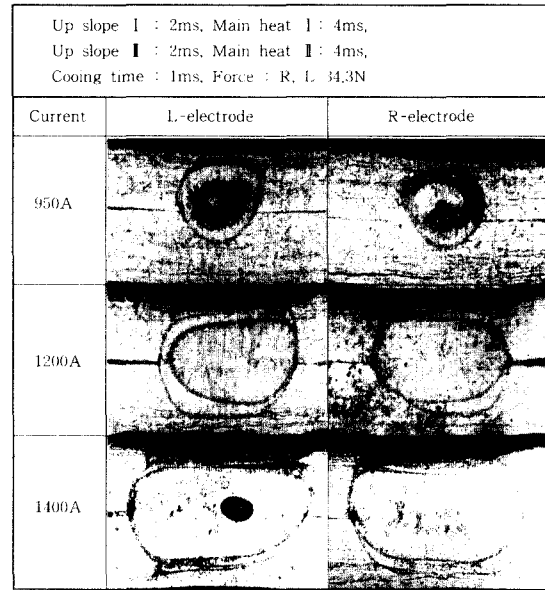 Up slope Ⅰ : 2ms, Main heat Ⅰ : 4ms,
Up slope Ⅱ : 2ms, Main heat Ⅱ : 4ms,
Cooing time : 1ms, Force : R, L 34.3N
Current L-electrode R-electrode
950A
1200A
1400A